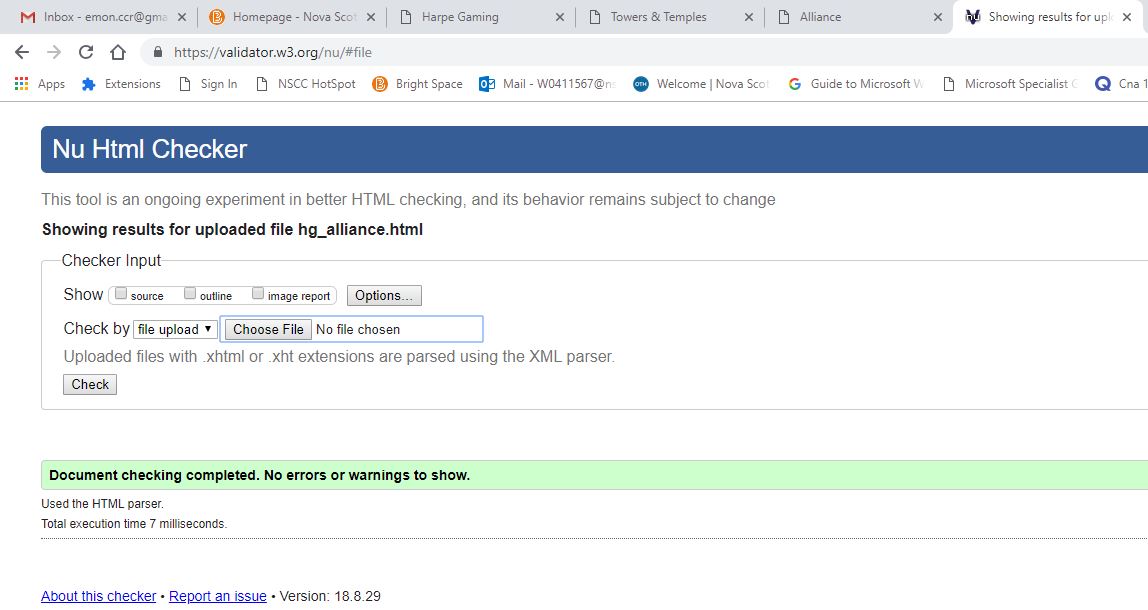 Inbox - emon.ccr@gma
Homepage - Nova Scot
Harpe Gaming
Towers & Temples
Alliance
Showing results for uplo
https://validator.w3.org/nu/#file
Apps
Extensions
Sign In
NSCC HotSpot
Bright Space
Mail - W0411567@ns
Welcome | Nova Scot
Guide to Microsoft W
Microsoft Specialist G
Cna 1
Nu Html Checker
This tool is an ongoing experiment in better HTML checking, and its behavior remains subject to change
Showing results for uploaded file hg_alliance.html
Checker Input
Show source outline image report Options...
Check by file upload Choose File No file chosen
Uploaded files with .xhtml or .xht extensions are parsed using the XML parser.
Check
Document checking completed. No errors or warnings to show.
Used the HTML parser.
Total execution time 7 milliseconds.
About this checker • Report an issue • Version: 18.8.29